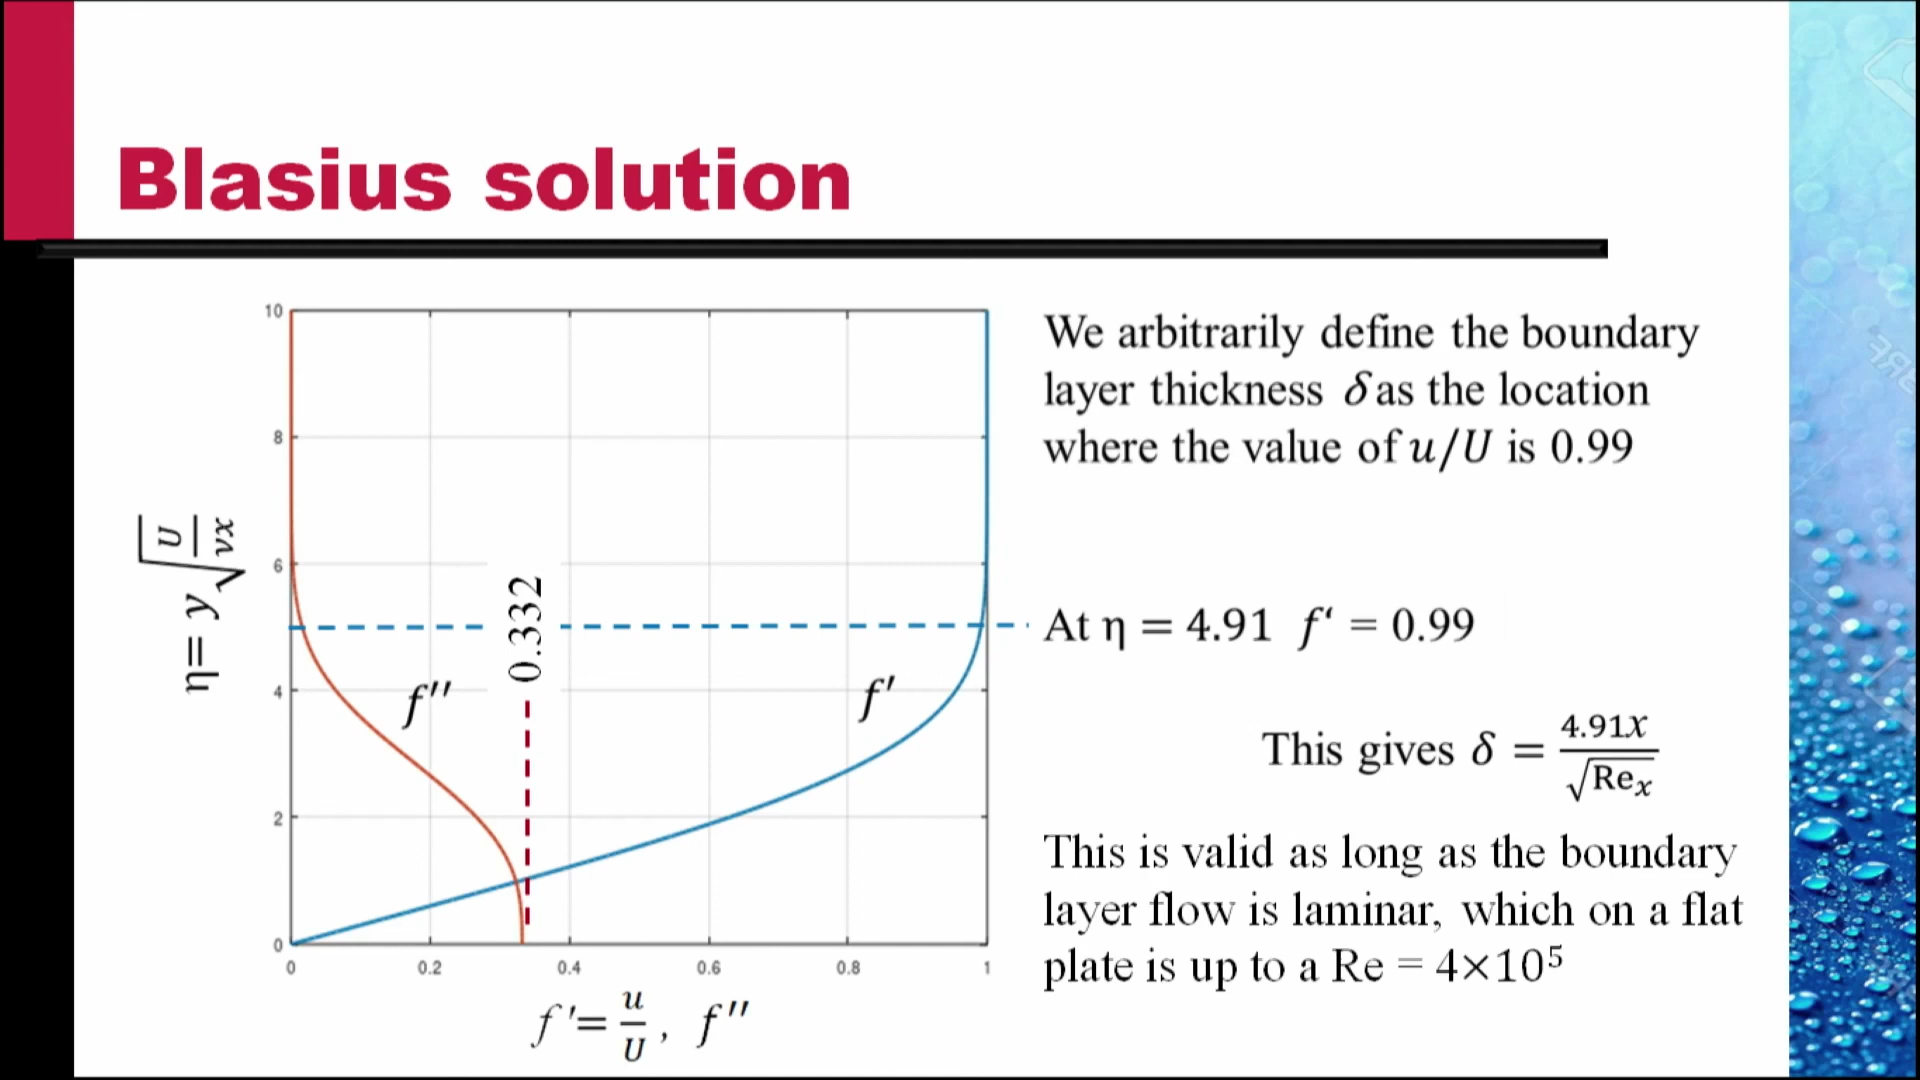 Blasius solution
We arbitrarily define the boundary
layer thickness δ as the location
where the value of u/U is 0.99
At η = 4.91 f‘ = 0.99
This gives δ = 4.91x / √Reₓ
This is valid as long as the boundary
layer flow is laminar, which on a flat
plate is up to a Re = 4×10⁵
η= y √(U/νx)
10
8
6
4
2
0
0.332
f''
f'
0 0.2 0.4 0.6 0.8 1
f'= u/U , f''